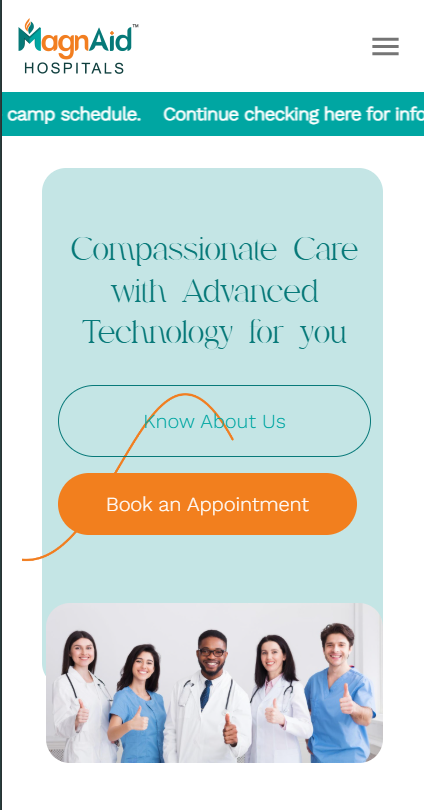 MagnAid™
HOSPITALS
camp schedule. Continue checking here for
Compassionate Care
with Advanced
Technology for you
Know About Us
Book an Appointment